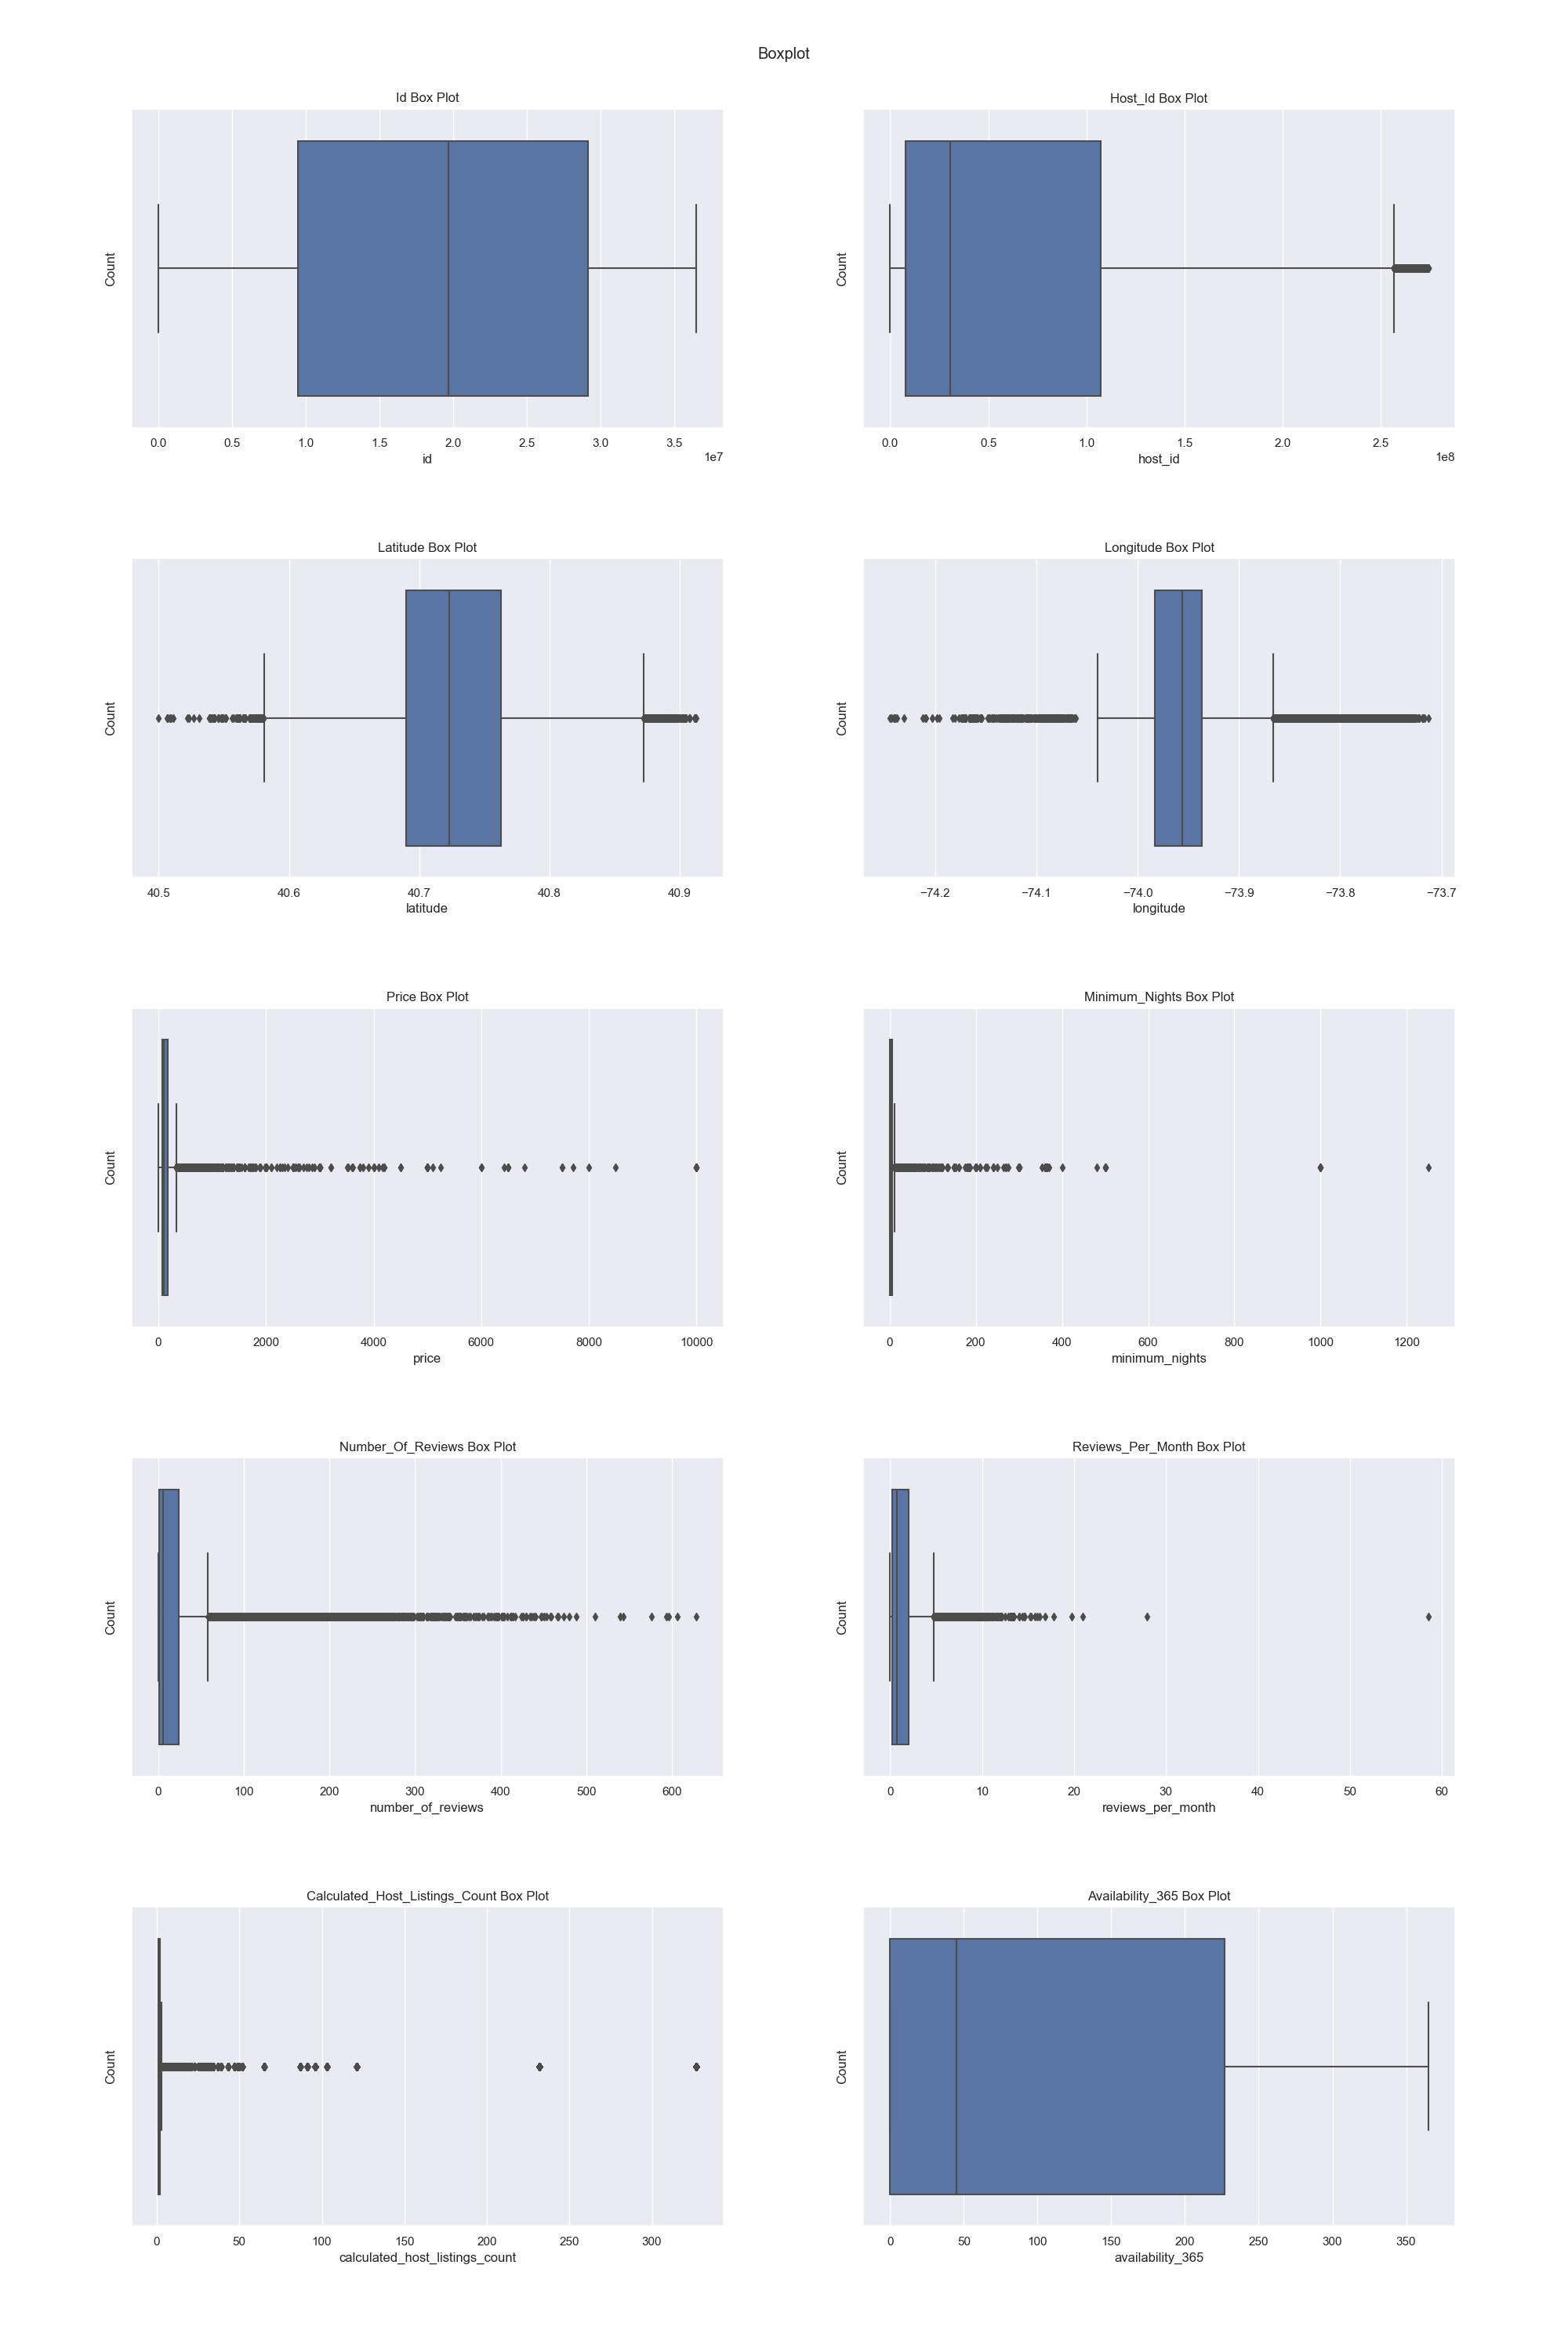 Boxplot
Id Box Plot
Count
0.0 0.5 1.0 1.5 2.0 2.5 3.0 3.5
1e7
id
Host_Id Box Plot
Count
0.0 0.5 1.0 1.5 2.0 2.5
1e8
host_id
Latitude Box Plot
Count
40.5 40.6 40.7 40.8 40.9
latitude
Longitude Box Plot
Count
−74.2 −74.1 −74.0 −73.9 −73.8 −73.7
longitude
Price Box Plot
Count
0 2000 4000 6000 8000 10000
price
Minimum_Nights Box Plot
Count
0 200 400 600 800 1000 1200
minimum_nights
Number_Of_Reviews Box Plot
Count
0 100 200 300 400 500 600
number_of_reviews
Reviews_Per_Month Box Plot
Count
0 10 20 30 40 50 60
reviews_per_month
Calculated_Host_Listings_Count Box Plot
Count
0 50 100 150 200 250 300
calculated_host_listings_count
Availability_365 Box Plot
Count
0 50 100 150 200 250 300 350
availability_365